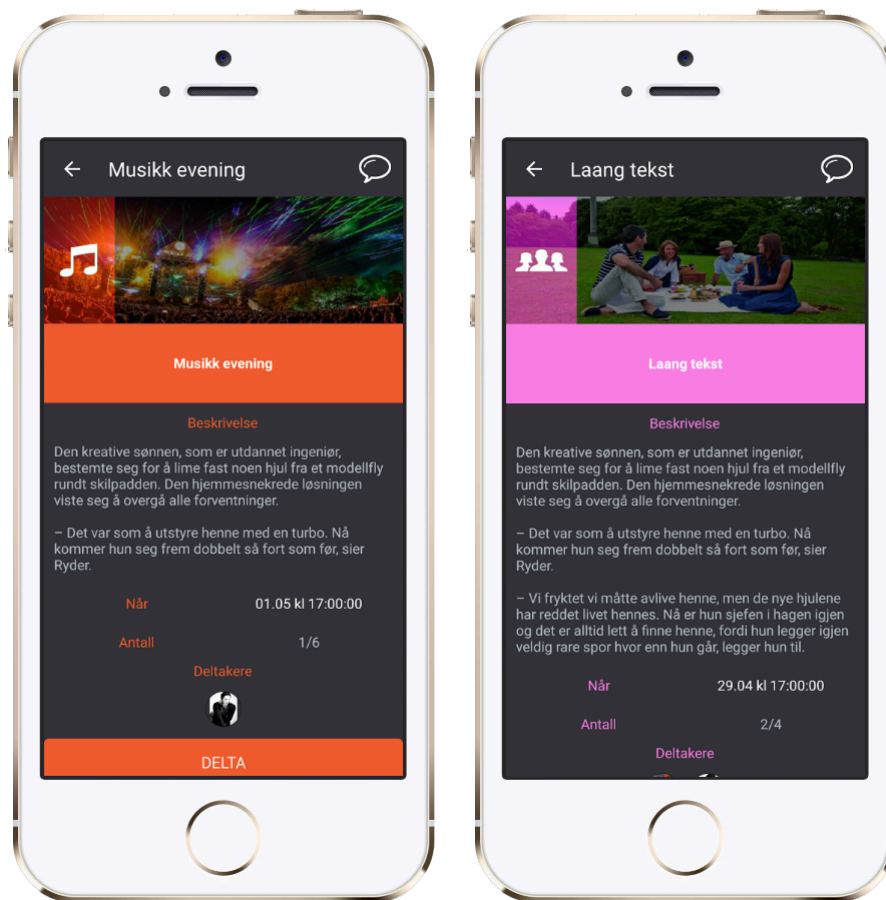 Musikk evening
Musikk evening
Beskrivelse
Den kreative sønnen, som er utdannet ingeniør,
bestemte seg for å lime fast noen hjul fra et modellfly
rundt skilpadden. Den hjemmesnekrede løsningen
viste seg å overgå alle forventninger.
– Det var som å utstyre henne med en turbo. Nå
kommer hun seg frem dobbelt så fort som før, sier
Ryder.
Når 01.05 kl 17:00:00
Antall 1/6
Deltakere
DELTA
Laang tekst
Laang tekst
Beskrivelse
Den kreative sønnen, som er utdannet ingeniør,
bestemte seg for å lime fast noen hjul fra et modellfly
rundt skilpadden. Den hjemmesnekrede løsningen
viste seg å overgå alle forventninger.
– Det var som å utstyre henne med en turbo. Nå
kommer hun seg frem dobbelt så fort som før, sier
Ryder.
– Vi fryktet vi måtte avlive henne, men de nye hjulene
har reddet livet hennes. Nå er hun sjefen i hagen igjen
og det er alltid lett å finne henne, fordi hun legger igjen
veldig rare spor hvor enn hun går, legger hun til.
Når 29.04 kl 17:00:00
Antall 2/4
Deltakere